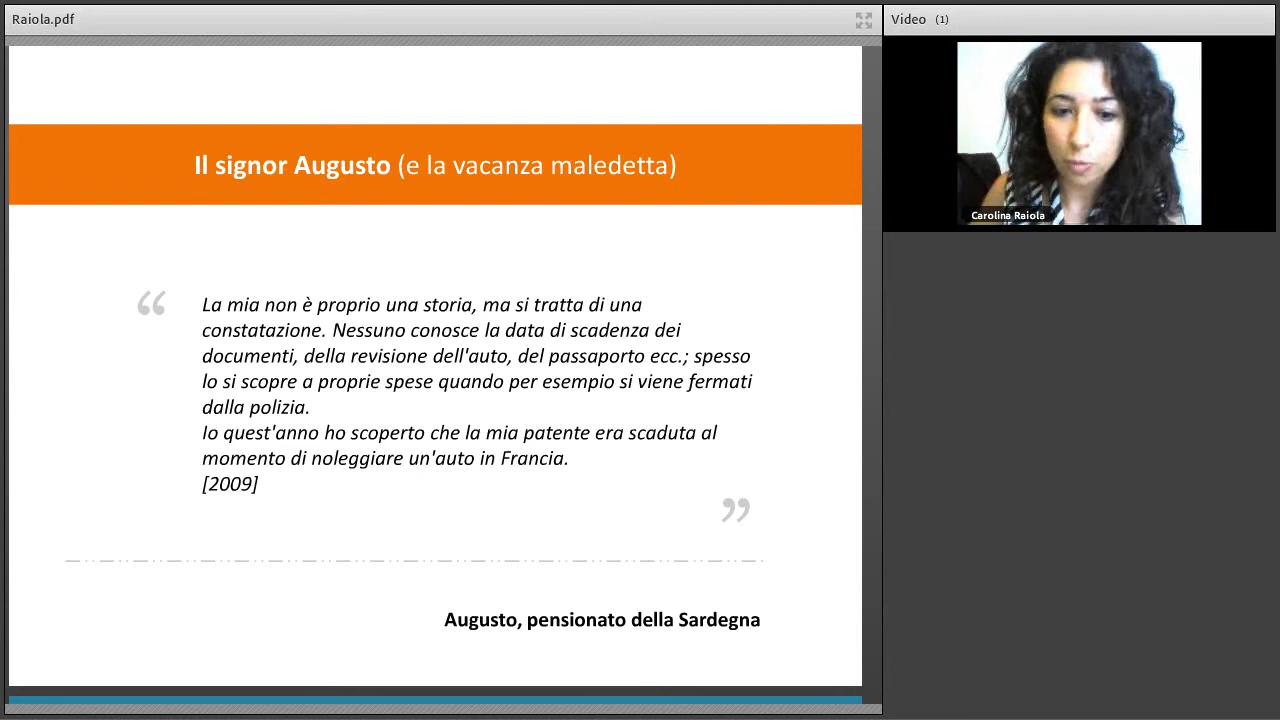 Raiola.pdf
Video (1)
Il signor Augusto (e la vacanza maledetta)
“
La mia non è proprio una storia, ma si tratta di una
constatazione. Nessuno conosce la data di scadenza dei
documenti, della revisione dell'auto, del passaporto ecc.; spesso
lo si scopre a proprie spese quando per esempio si viene fermati
dalla polizia.
Io quest'anno ho scoperto che la mia patente era scaduta al
momento di noleggiare un'auto in Francia.
[2009]
”
Augusto, pensionato della Sardegna
Carolina Raiola